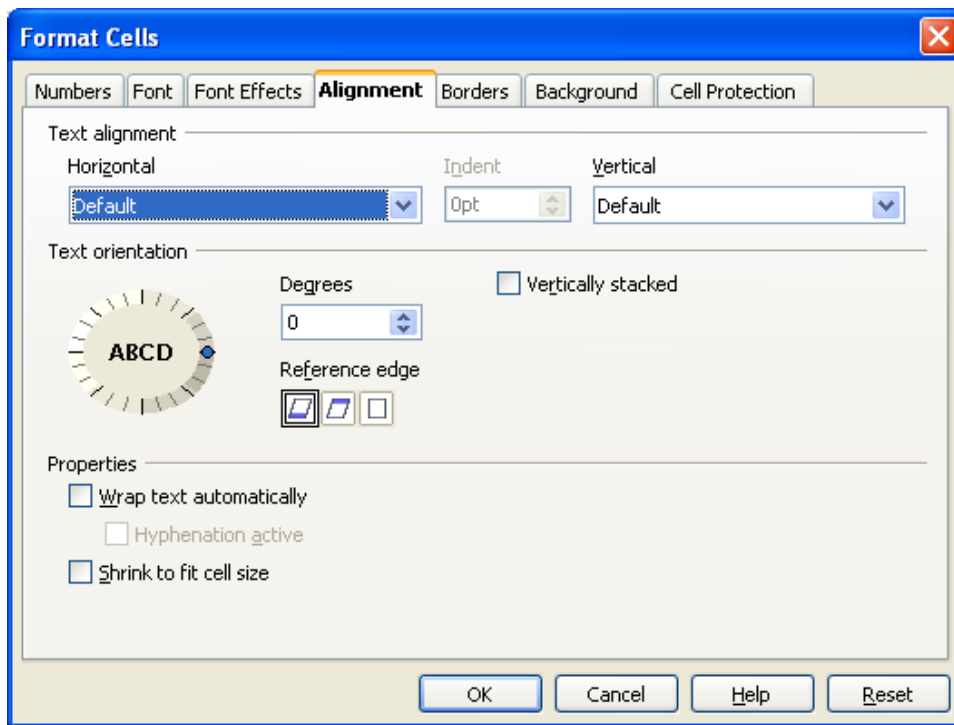 Format Cells
Numbers Font Font Effects Alignment Borders Background Cell Protection
Text alignment
Horizontal Indent Vertical
Default 0pt Default
Text orientation
Degrees Vertically stacked
0
ABCD
Reference edge
Properties
Wrap text automatically
Hyphenation active
Shrink to fit cell size
OK Cancel Help Reset